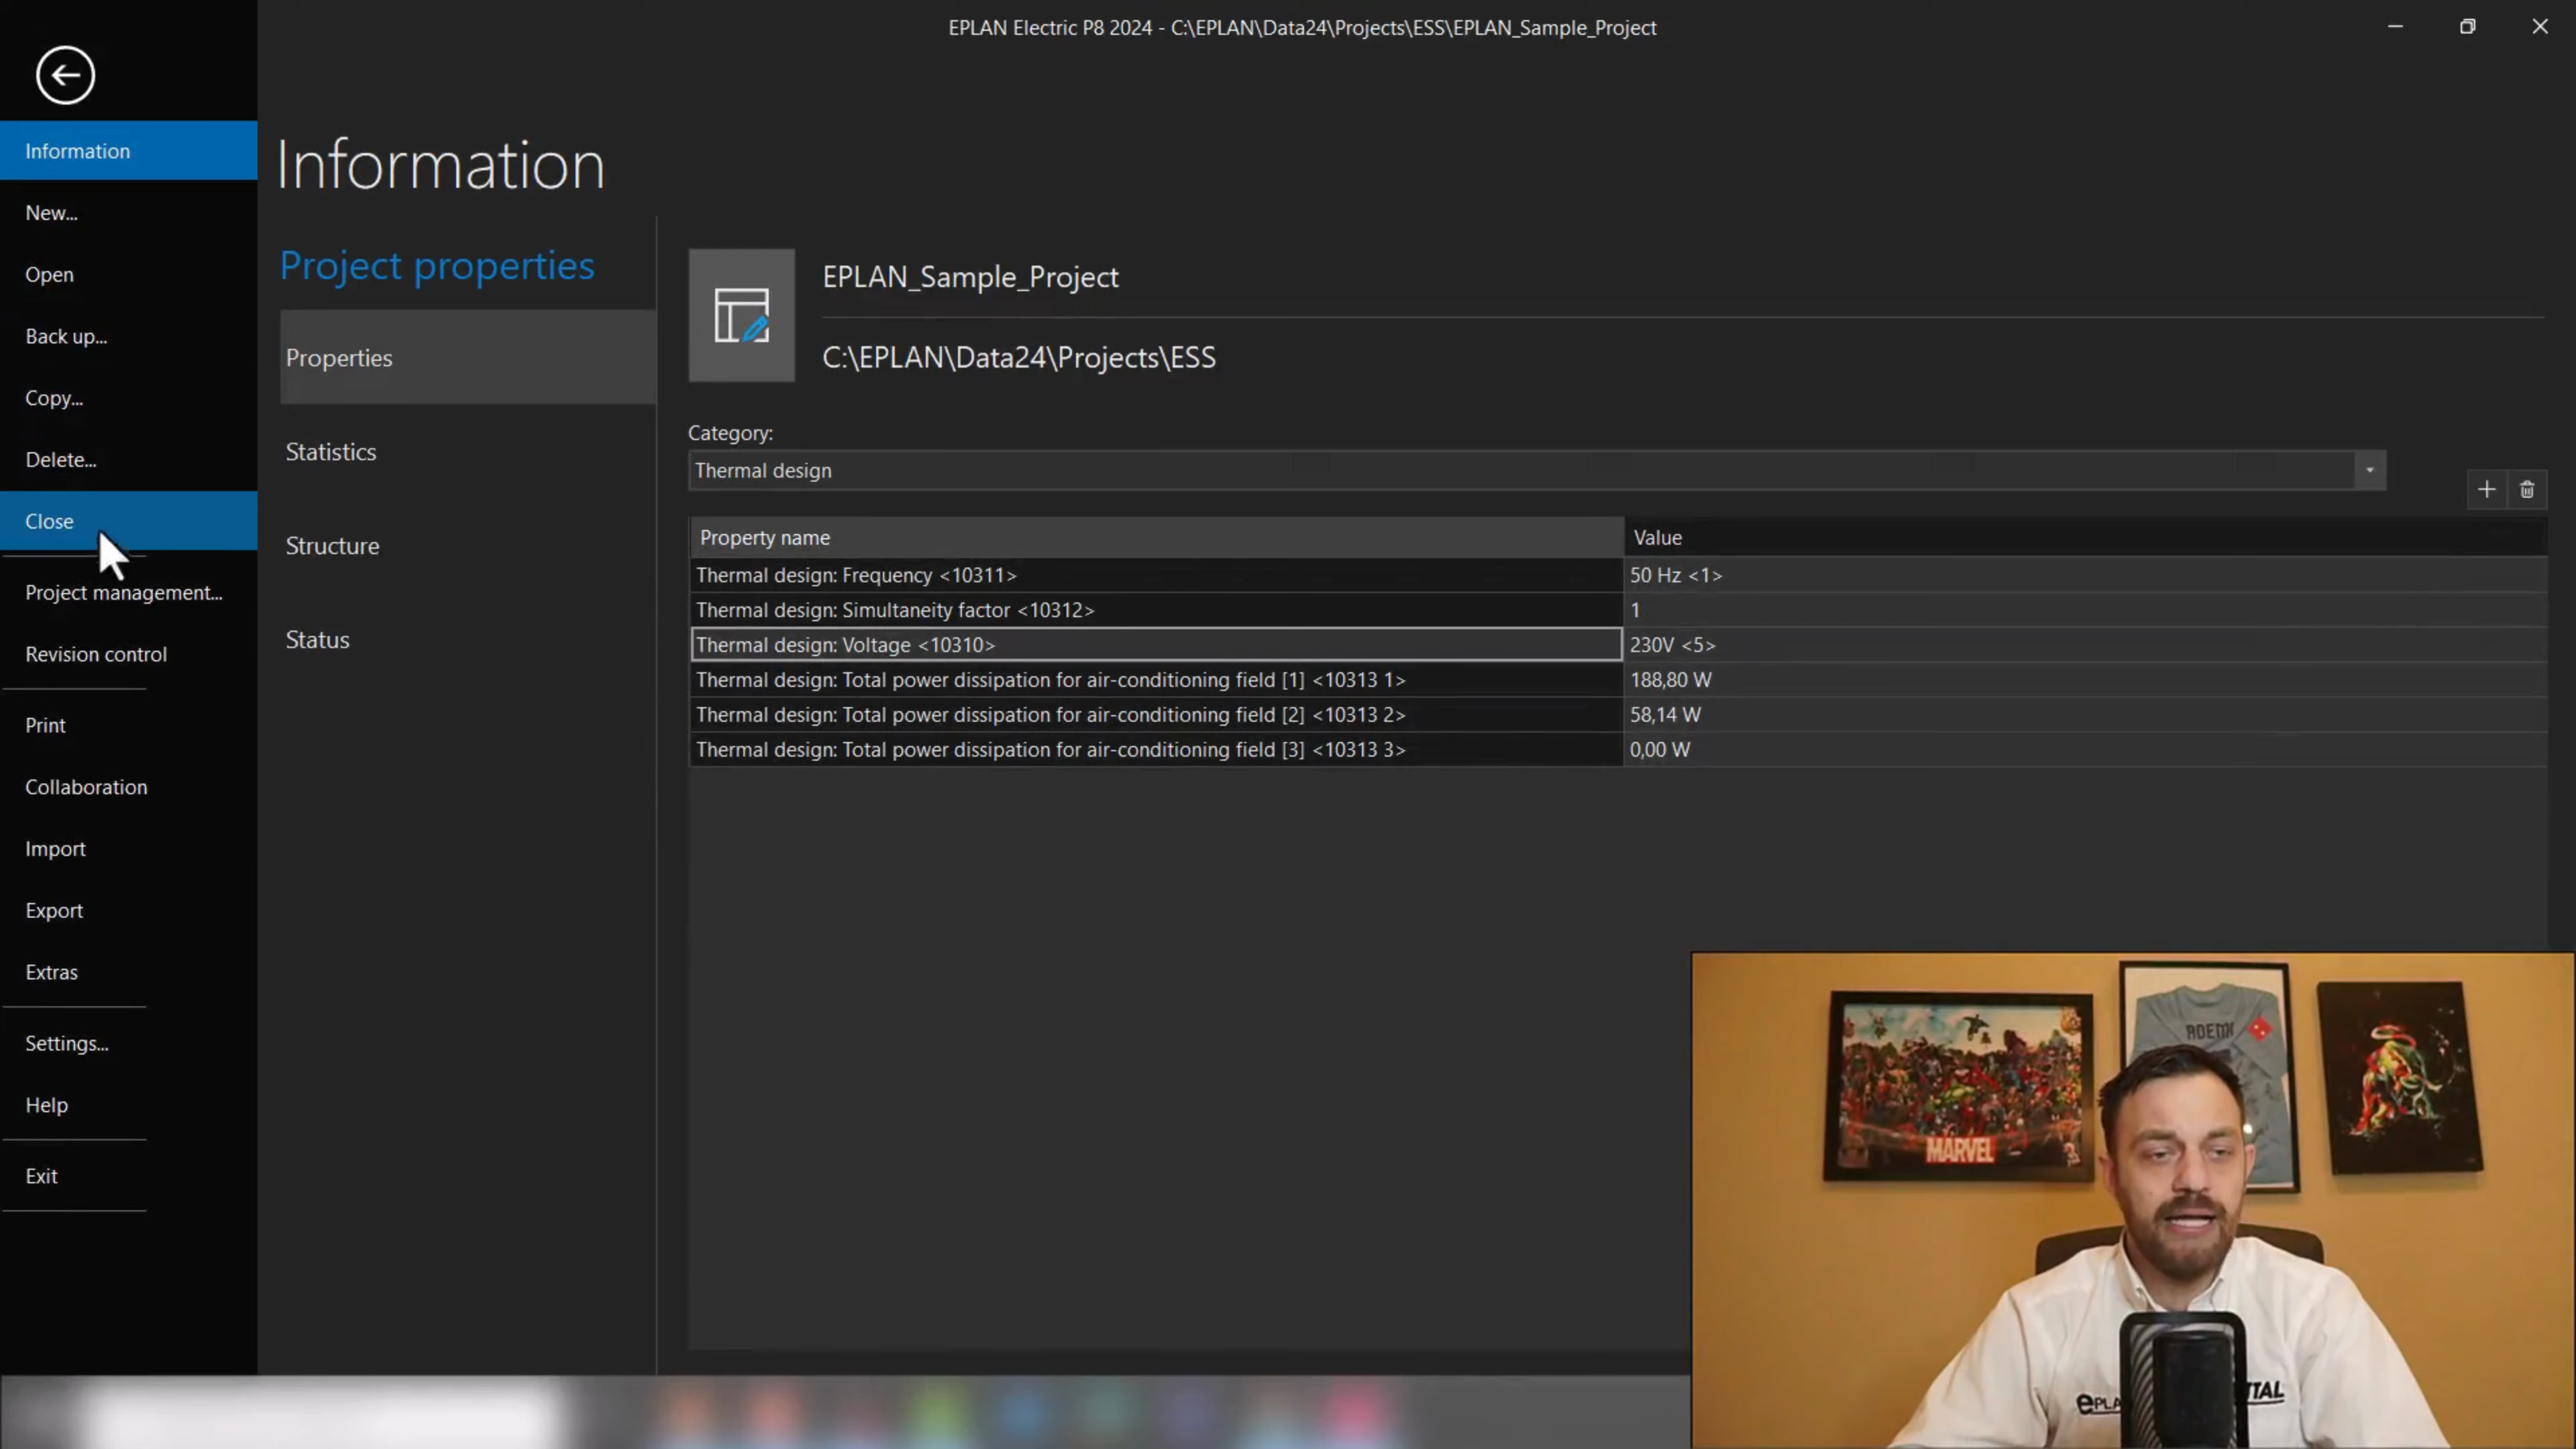 EPLAN Electric P8 2024 - C:\EPLAN\Data24\Projects\ESS\EPLAN_Sample_Project
Information
New...
Open
Back up...
Copy...
Delete...
Close
Project management...
Revision control
Print
Collaboration
Import
Export
Extras
Settings...
Help
Exit
Information
Project properties
Properties
Statistics
Structure
Status
EPLAN_Sample_Project
C:\EPLAN\Data24\Projects\ESS
Category:
Thermal design
Property name Value
Thermal design: Frequency <10311> 50 Hz <1>
Thermal design: Simultaneity factor <10312> 1
Thermal design: Voltage <10310> 230V <5>
Thermal design: Total power dissipation for air-conditioning field [1] <10313 1> 188,80 W
Thermal design: Total power dissipation for air-conditioning field [2] <10313 2> 58,14 W
Thermal design: Total power dissipation for air-conditioning field [3] <10313 3> 0,00 W
MARVEL